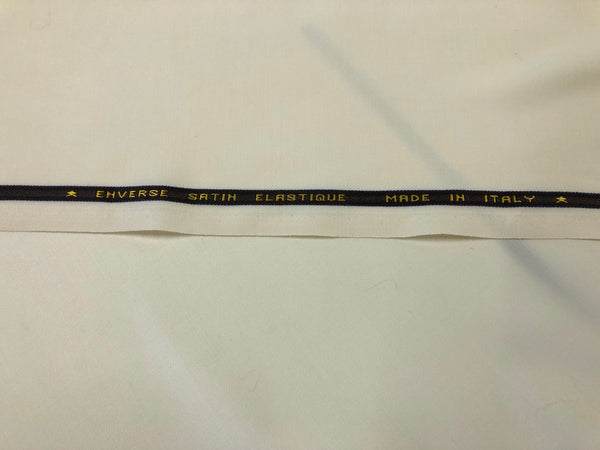 ★ ENVERSE SATIN ELASTIQUE MADE IN ITALY ★